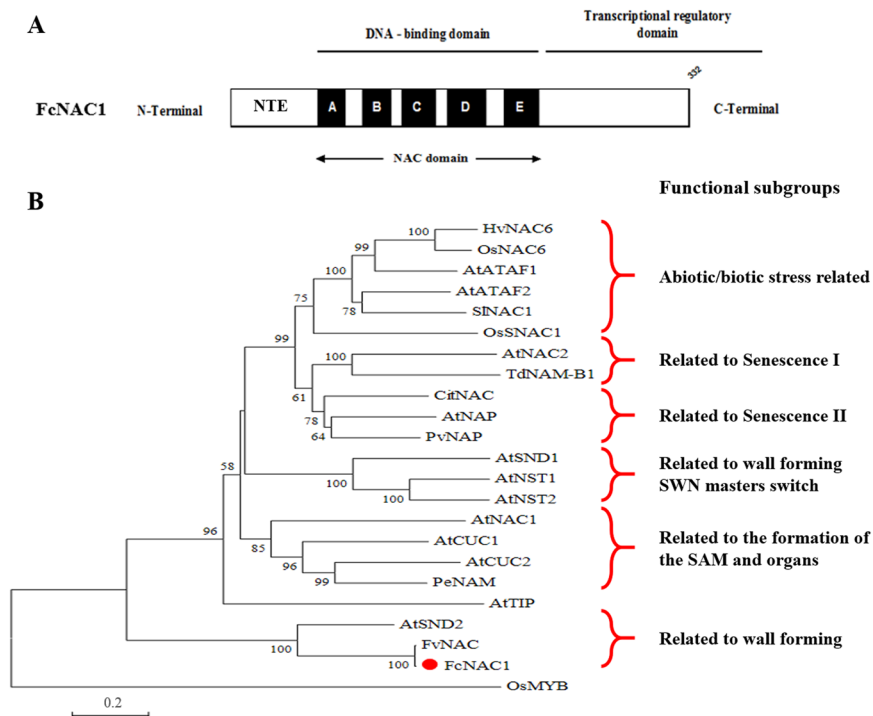 A
DNA - binding domain
Transcriptional regulatory
domain
332
FcNAC1
N-Terminal
NTE
A
B
C
D
E
C-Terminal
NAC domain
B
Functional subgroups
HvNAC6
100
OsNAC6
99
AtATAF1
100
Abiotic/biotic stress related
AtATAF2
75
78
SlNAC1
OsSNAC1
99
AtNAC2
100
Related to Senescence I
TdNAM-B1
61
CitNAC
78
AtNAP
Related to Senescence II
64
PvNAP
AtSND1
Related to wall forming
SWN masters switch
58
100
AtNST1
100
AtNST2
AtNAC1
96
Related to the formation of
the SAM and organs
85
AtCUC1
96
AtCUC2
99
PeNAM
AtTIP
AtSND2
Related to wall forming
100
FvNAC
100
FcNAC1
OsMYB
0.2